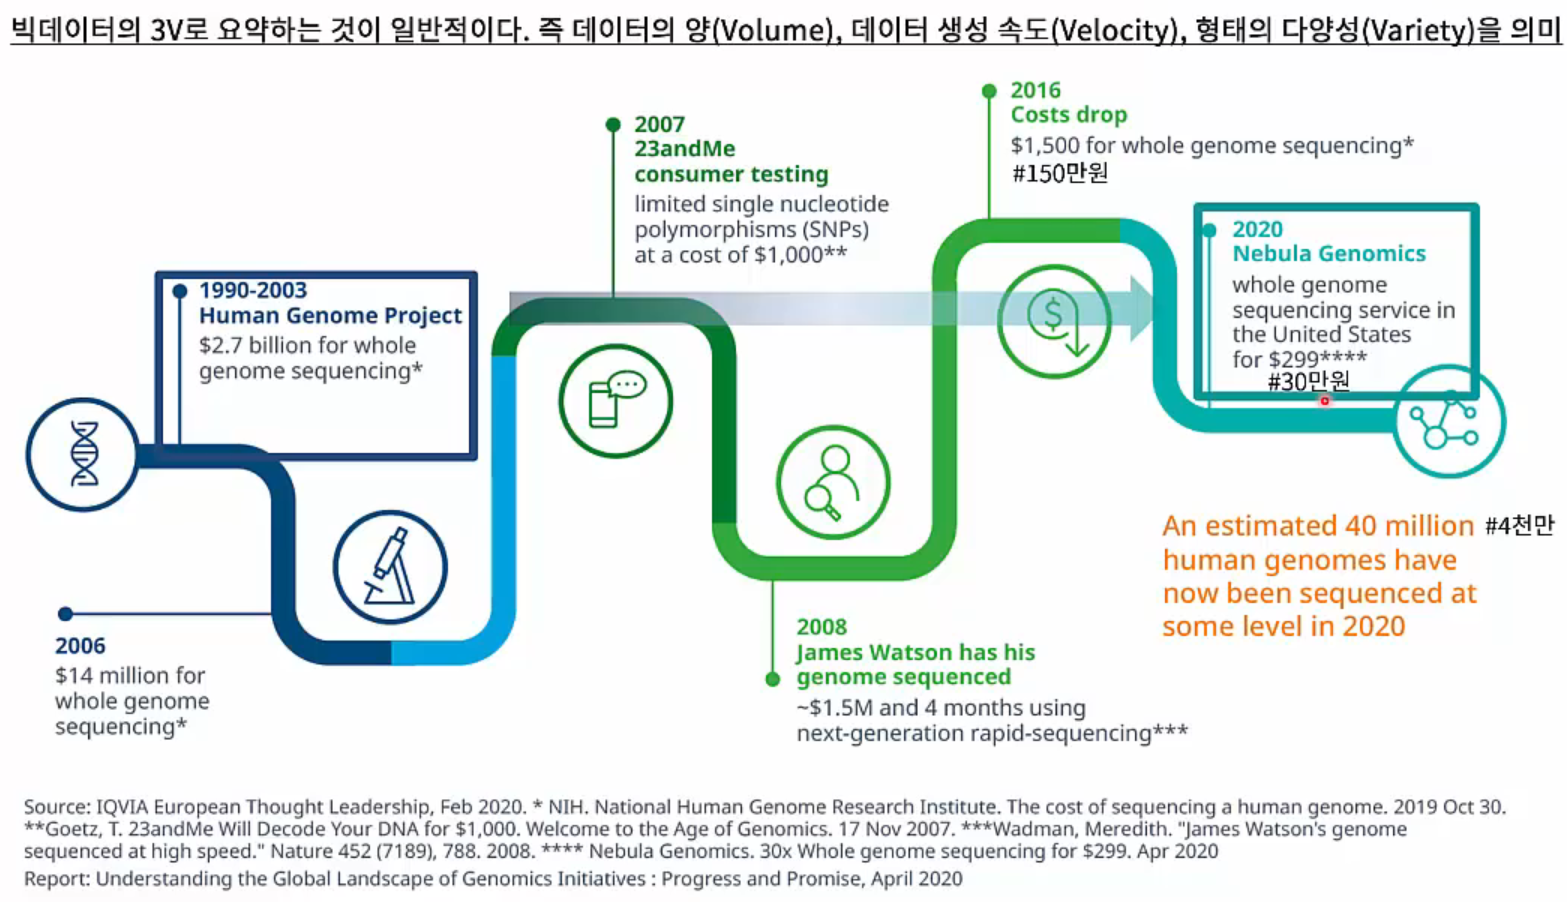 빅데이터의 3V로 요약하는 것이 일반적이다. 즉 데이터의 양(Volume), 데이터 생성 속도(Velocity), 형태의 다양성(Variety)을 의미
1990-2003
Human Genome Project
$2.7 billion for whole
genome sequencing*
2006
$14 million for
whole genome
sequencing*
2007
23andMe
consumer testing
limited single nucleotide
polymorphisms (SNPs)
at a cost of $1,000**
2008
James Watson has his
genome sequenced
~$1.5M and 4 months using
next-generation rapid-sequencing***
2016
Costs drop
$1,500 for whole genome sequencing*
#150만원
$
2020
Nebula Genomics
whole genome
sequencing service in
the United States
for $299****
#30만원
An estimated 40 million #4천만
human genomes have
now been sequenced at
some level in 2020
Source: IQVIA European Thought Leadership, Feb 2020. * NIH. National Human Genome Research Institute. The cost of sequencing a human genome. 2019 Oct 30.
**Goetz, T. 23andMe Will Decode Your DNA for $1,000. Welcome to the Age of Genomics. 17 Nov 2007. ***Wadman, Meredith. "James Watson's genome
sequenced at high speed." Nature 452 (7189), 788. 2008. **** Nebula Genomics. 30x Whole genome sequencing for $299. Apr 2020
Report: Understanding the Global Landscape of Genomics Initiatives : Progress and Promise, April 2020